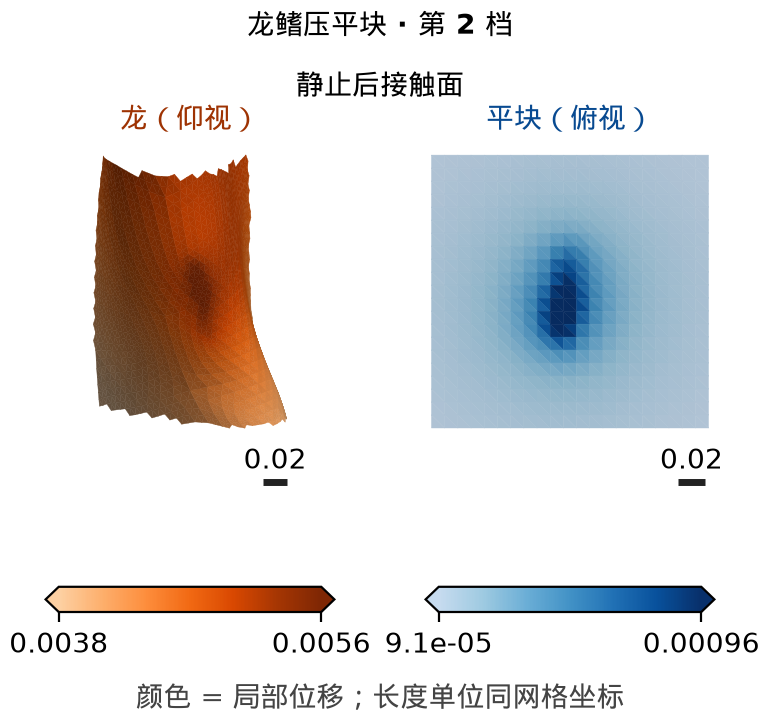 龙鳍压平块 · 第 2 档
静止后接触面
龙（仰视） 平块（俯视）
0.02 0.02
0.0038 0.0056 9.1e-05 0.00096
颜色 = 局部位移；长度单位同网格坐标